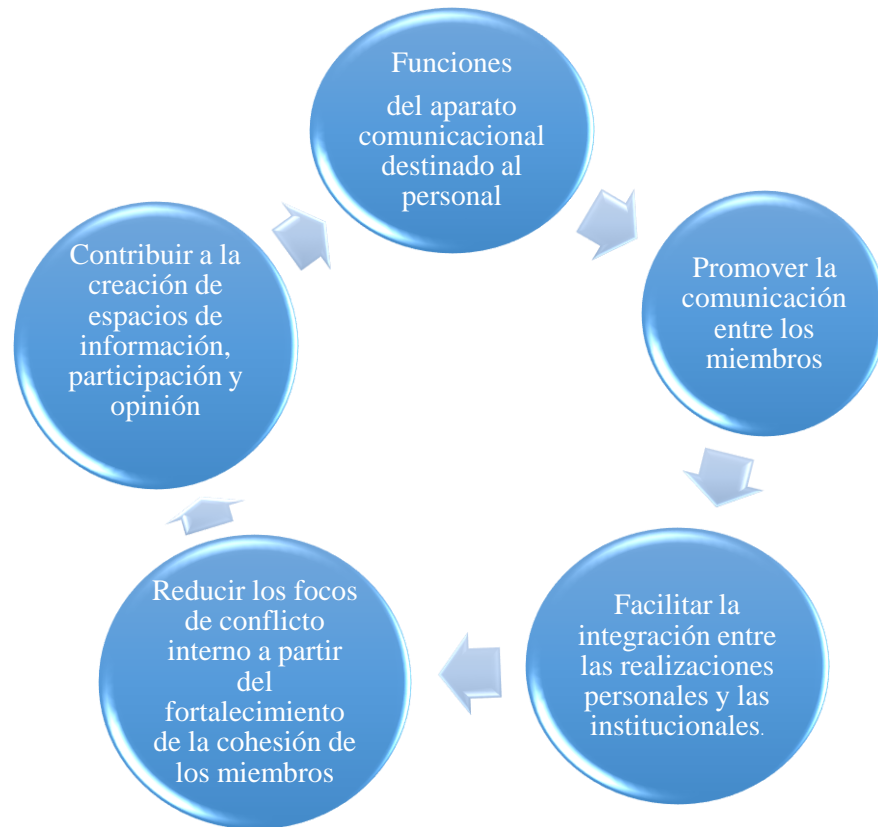 Funciones
del aparato
comunicacional
destinado al
personal
Promover la
comunicación
entre los
miembros
Facilitar la
integración entre
las realizaciones
personales y las
institucionales.
Reducir los focos
de conflicto
interno a partir
del
fortalecimiento
de la cohesión de
los miembros
Contribuir a la
creación de
espacios de
información,
participación y
opinión